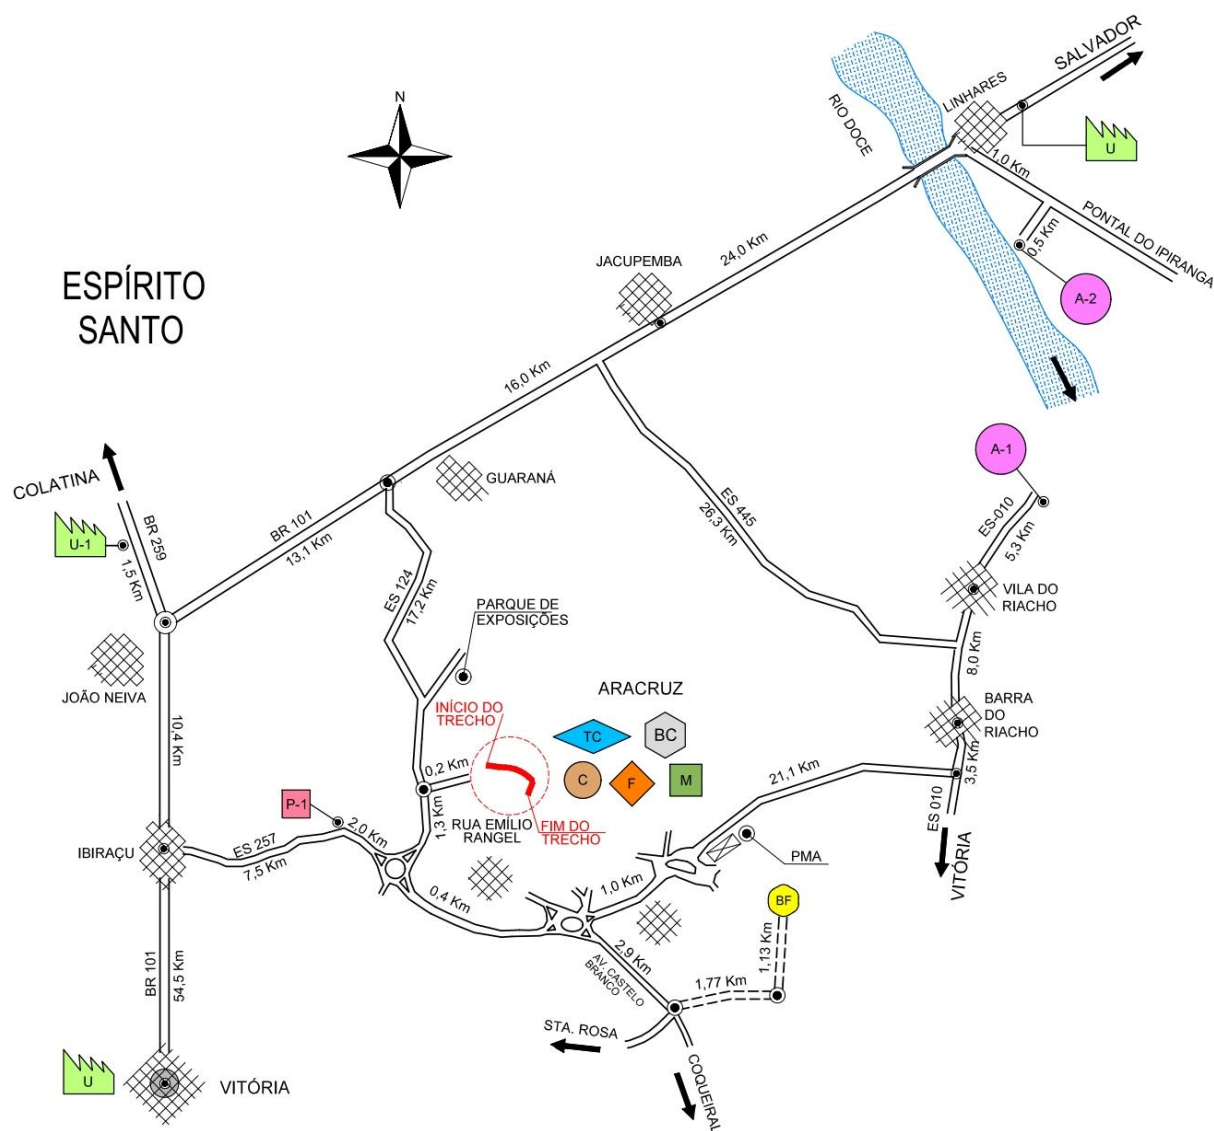 SALVADOR
LINHARES
RIO DOCE
U
1,0 Km
PONTAL DO IPIRANGA
0,5 Km
A-2
N
24,0 Km
JACUPEMBA
ESPÍRITO
SANTO
16,0 Km
A-1
COLATINA
BR 259
U-1
1,5 Km
GUARANÁ
BR 101
13,1 Km
ES 445
26,3 Km
ES-010
5,3 Km
ES 124
17,2 Km
PARQUE DE
EXPOSIÇÕES
VILA DO
RIACHO
8,0 Km
JOÃO NEIVA
ARACRUZ
INÍCIO DO
TRECHO
TC
BC
BARRA
DO
RIACHO
10,4 Km
0,2 Km
C
F
M
21,1 Km
3,5 Km
ES 010
VITÓRIA
P-1
2,0 Km
1,3 Km
RUA EMÍLIO
RANGEL
FIM DO
TRECHO
IBIRAÇU
ES 257
7,5 Km
PMA
0,4 Km
1,0 Km
BF
BR 101
54,5 Km
2,9 Km
AV. CASTELO
BRANCO
1,77 Km
1,13 Km
STA. ROSA
COQUEIRAL
U
VITÓRIA